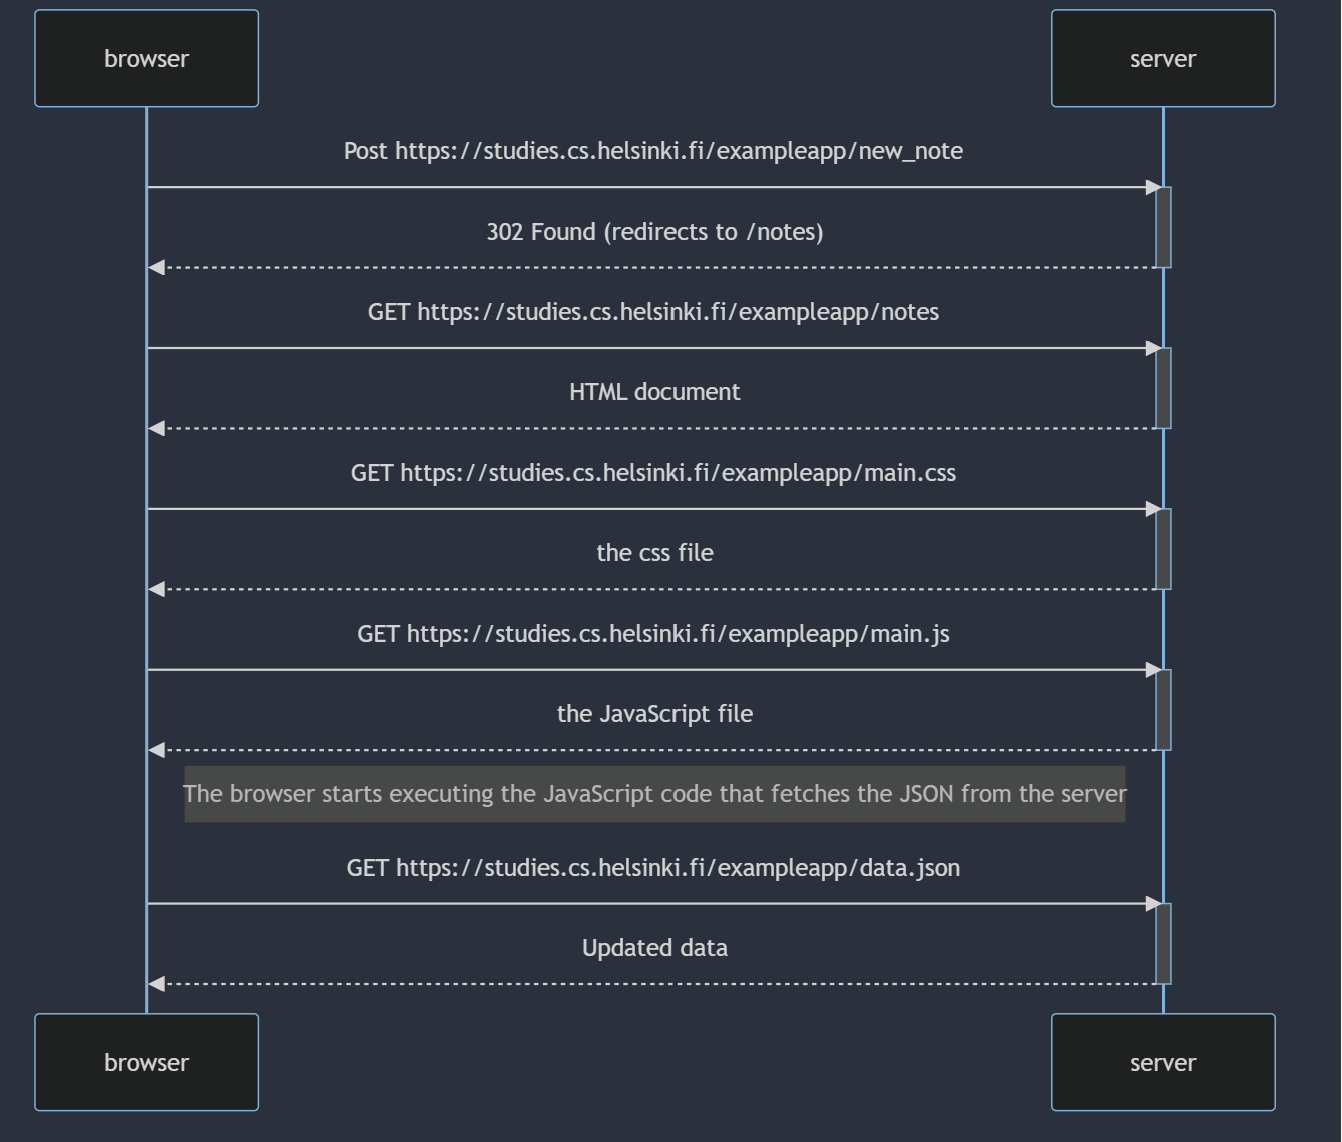 browser
server
Post https://studies.cs.helsinki.fi/exampleapp/new_note
302 Found (redirects to /notes)
GET https://studies.cs.helsinki.fi/exampleapp/notes
HTML document
GET https://studies.cs.helsinki.fi/exampleapp/main.css
the css file
GET https://studies.cs.helsinki.fi/exampleapp/main.js
the JavaScript file
The browser starts executing the JavaScript code that fetches the JSON from the server
GET https://studies.cs.helsinki.fi/exampleapp/data.json
Updated data
browser
server